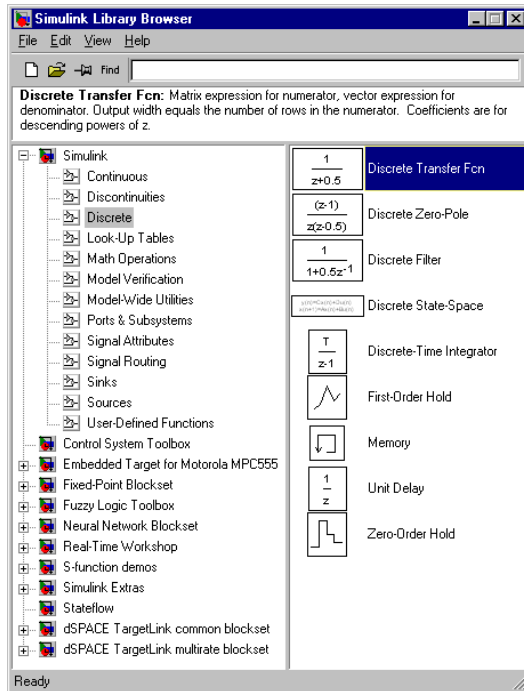 Simulink Library Browser
File Edit View Help
Find
Discrete Transfer Fcn: Matrix expression for numerator, vector expression for
denominator. Output width equals the number of rows in the numerator. Coefficients are for
descending powers of z.
Simulink
Continuous
Discontinuities
Discrete
Look-Up Tables
Math Operations
Model Verification
Model-Wide Utilities
Ports & Subsystems
Signal Attributes
Signal Routing
Sinks
Sources
User-Defined Functions
Control System Toolbox
Embedded Target for Motorola MPC555
Fixed-Point Blockset
Fuzzy Logic Toolbox
Neural Network Blockset
Real-Time Workshop
S-function demos
Simulink Extras
Stateflow
dSPACE TargetLink common blockset
dSPACE TargetLink multirate blockset
1
z+0.5
Discrete Transfer Fcn
(z-1)
z(z-0.5)
Discrete Zero-Pole
1
1+0.5z-1
Discrete Filter
Discrete State-Space
T
z-1
Discrete-Time Integrator
First-Order Hold
Memory
1
z
Unit Delay
Zero-Order Hold
Ready